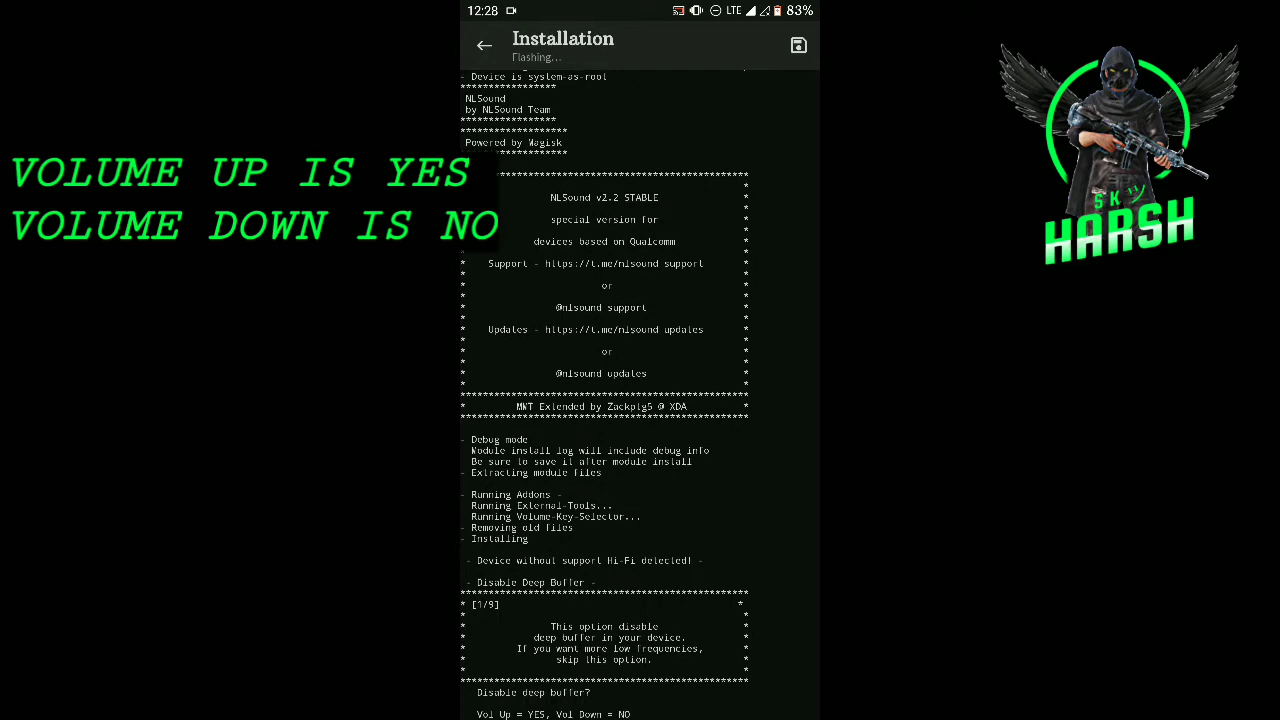 12:28
LTE 83%
Installation
Flashing...
- Device is system-as-root
*****************
NLSound
by NLSound Team
*****************
*******************
Powered by Magisk
VOLUME UP IS YES
VOLUME DOWN IS NO
NLSound v2.2 STABLE
special version for
devices based on Qualcomm
* Support - https://t.me/nlsound support *
* or *
* @nlsound support *
* Updates - https://t.me/nlsound updates *
* or *
* @nlsound updates *
* MMT Extended by Zackptg5 @ XDA *
- Debug mode
Module install log will include debug info
Be sure to save it after module install
- Extracting module files
- Running Addons -
Running External-Tools...
Running Volume-Key-Selector...
- Removing old files
- Installing
- Device without support Hi-Fi detected! -
- Disable Deep Buffer -
* [1/9] *
* This option disable *
* deep buffer in your device. *
* If you want more low frequencies, *
* skip this option. *
Disable deep buffer?
Vol Up = YES, Vol Down = NO
SK ツ
HARSH